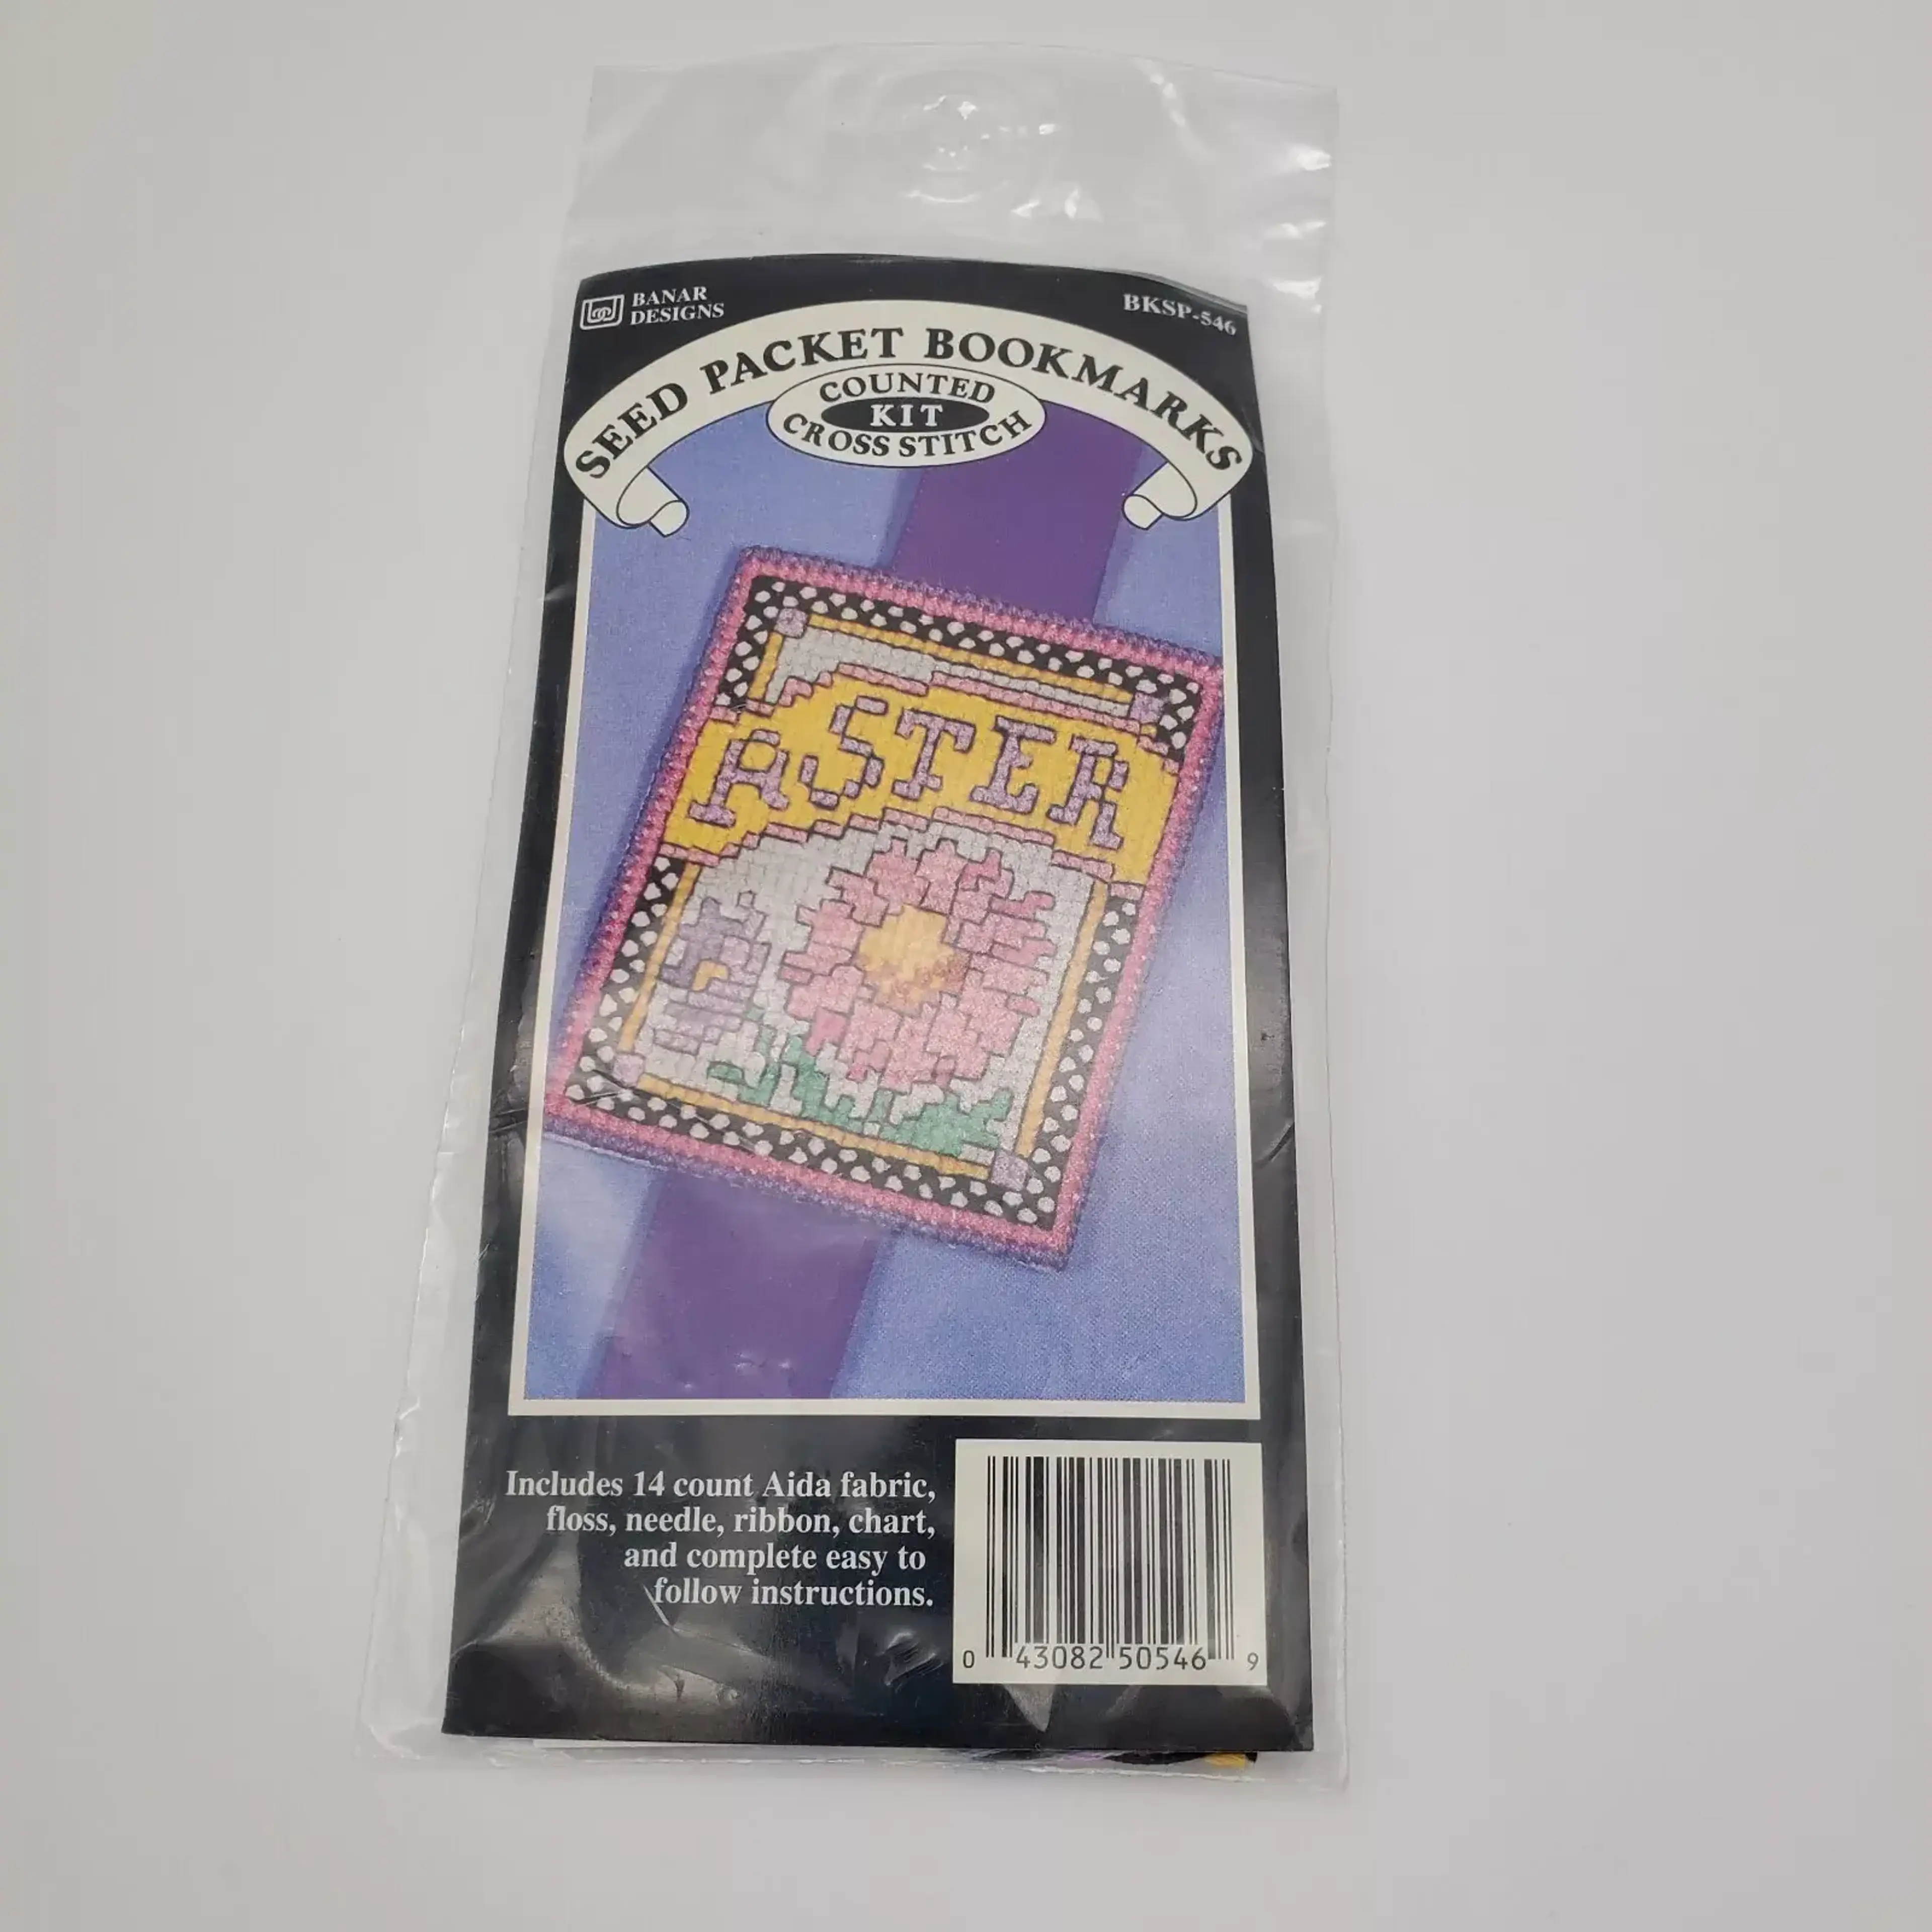 BANAR
DESIGNS
BKSP-546
SEED PACKET BOOKMARKS
COUNTED
KIT
CROSS STITCH
ASTER
Includes 14 count Aida fabric,
floss, needle, ribbon, chart,
and complete easy to
follow instructions.
0 43082 50546 9